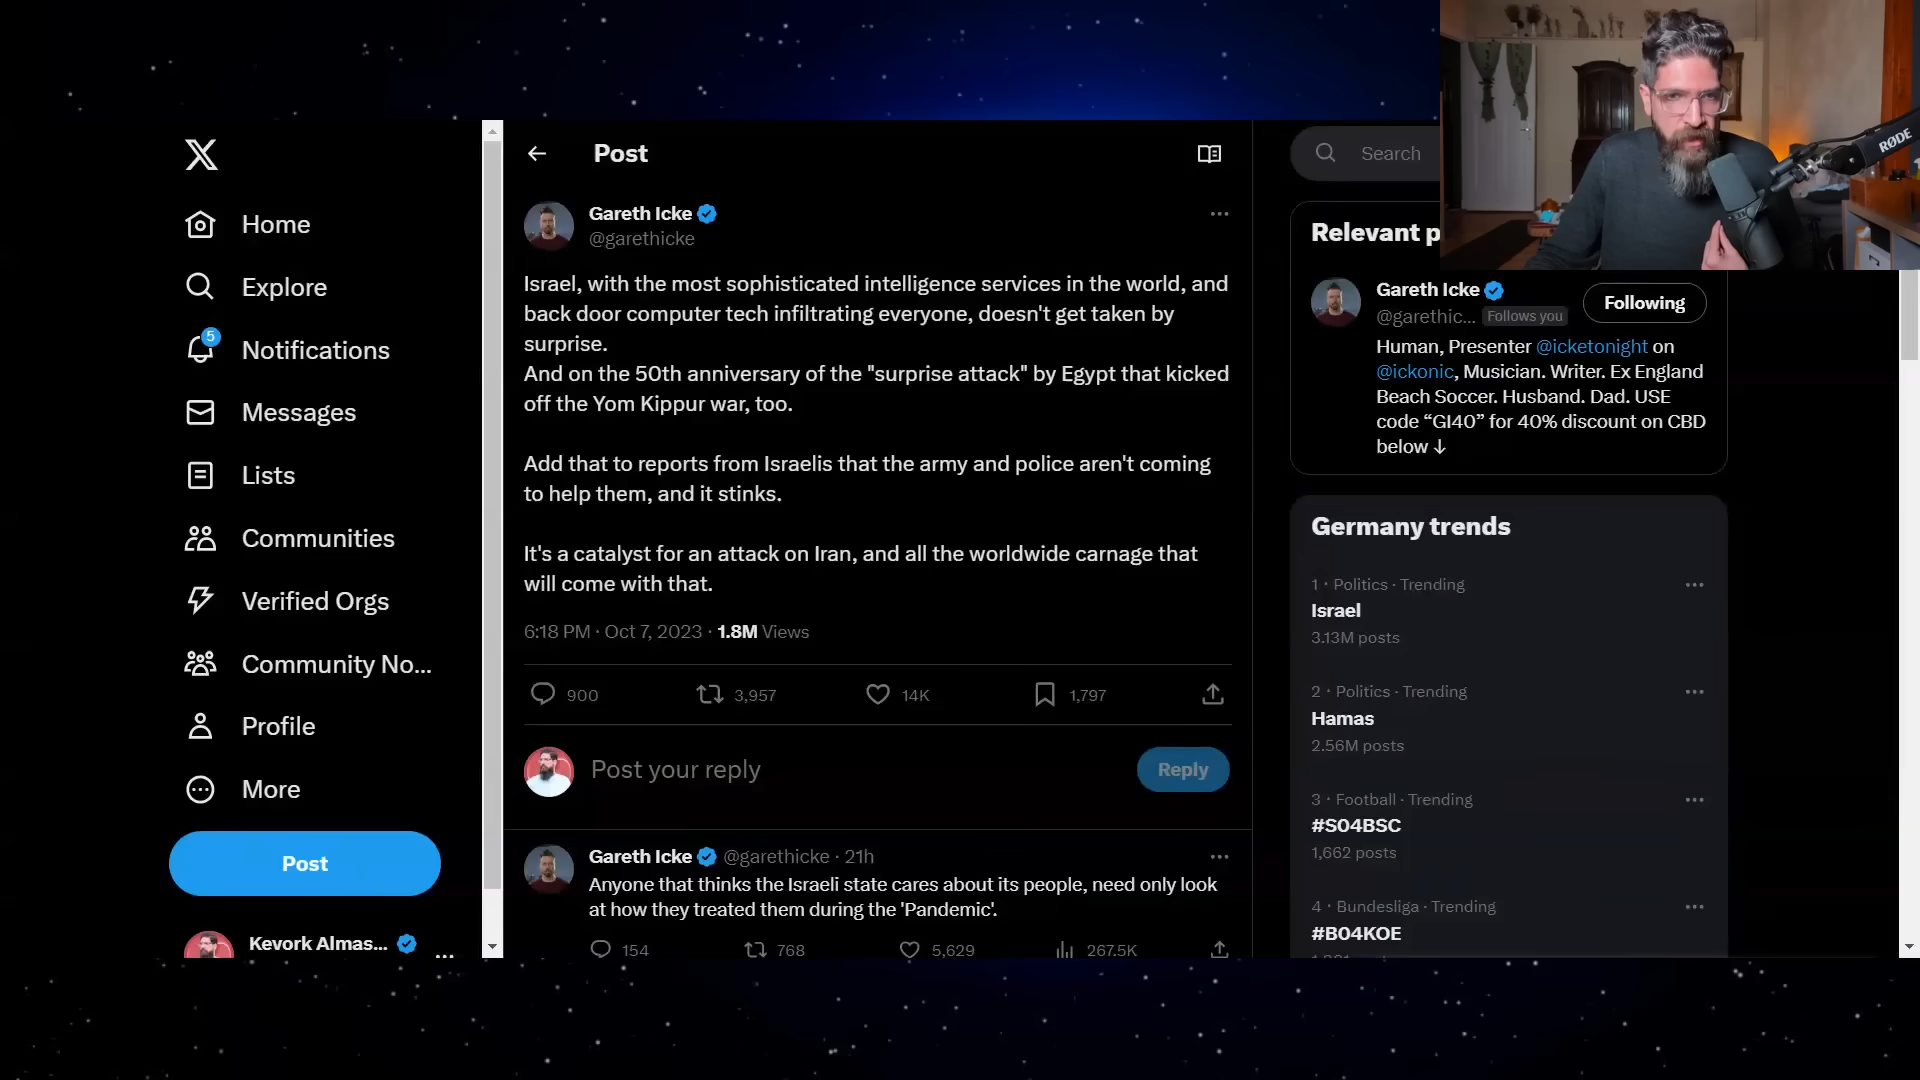 Home
Explore
5
Notifications
Messages
Lists
Communities
Verified Orgs
Community No...
Profile
More
Post
Kevork Almas...
Post
Gareth Icke
@garethicke
Israel, with the most sophisticated intelligence services in the world, and
back door computer tech infiltrating everyone, doesn't get taken by
surprise.
And on the 50th anniversary of the "surprise attack" by Egypt that kicked
off the Yom Kippur war, too.
Add that to reports from Israelis that the army and police aren't coming
to help them, and it stinks.
It's a catalyst for an attack on Iran, and all the worldwide carnage that
will come with that.
6:18 PM · Oct 7, 2023 · 1.8M Views
900 3,957 14K 1,797
Post your reply
Reply
Gareth Icke @garethicke · 21h
Anyone that thinks the Israeli state cares about its people, need only look
at how they treated them during the 'Pandemic'.
154 768 5,629 267.5K
Search
RØDE
Relevant p
Gareth Icke
@garethic... Follows you
Following
Human, Presenter @icketonight on
@ickonic, Musician. Writer. Ex England
Beach Soccer. Husband. Dad. USE
code “GI40” for 40% discount on CBD
below ↓
Germany trends
1 · Politics · Trending
Israel
3.13M posts
2 · Politics · Trending
Hamas
2.56M posts
3 · Football · Trending
#S04BSC
1,662 posts
4 · Bundesliga · Trending
#B04KOE